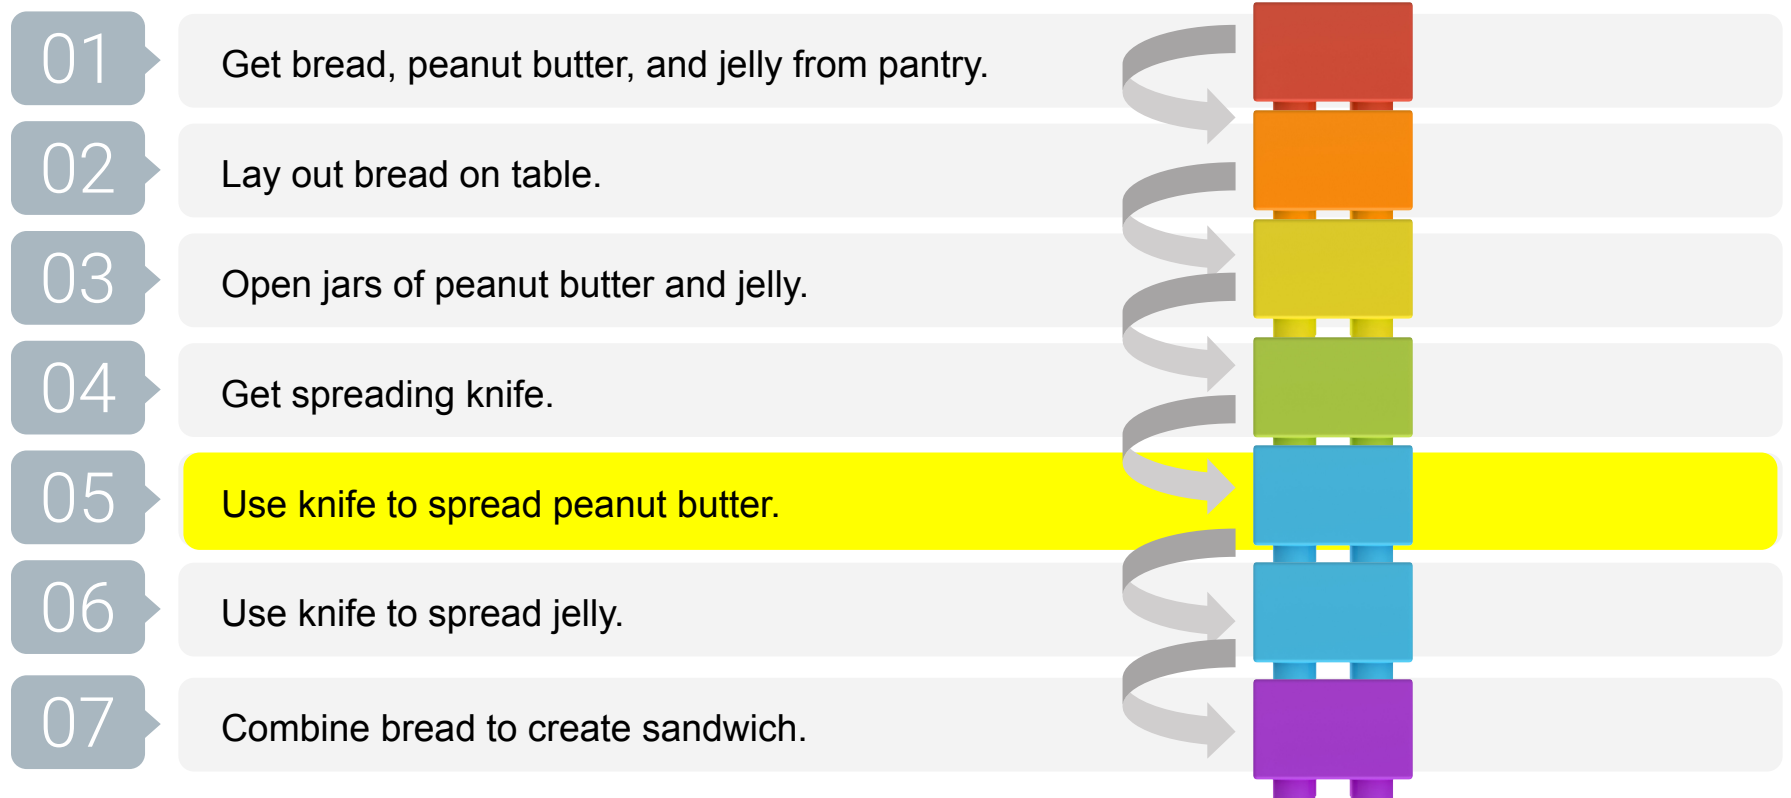 01
Get bread, peanut butter, and jelly from pantry.
02
Lay out bread on table.
03
Open jars of peanut butter and jelly.
04
Get spreading knife.
05
Use knife to spread peanut butter.
06
Use knife to spread jelly.
07
Combine bread to create sandwich.